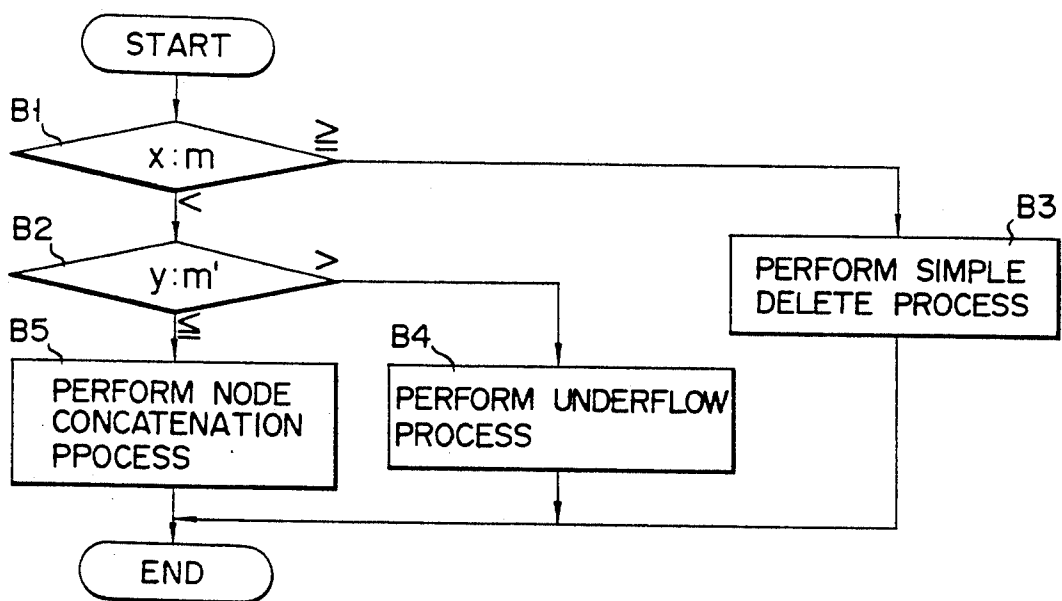 START
B1
x:m
≧
<
B2
y:m'
>
≦
B3
PERFORM SIMPLE
DELETE PROCESS
B4
PERFORM UNDERFLOW
PROCESS
B5
PERFORM NODE
CONCATENATION
PPOCESS
END